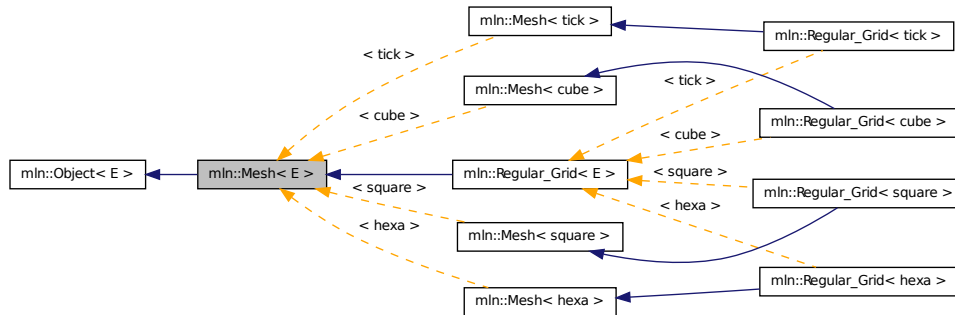 mln::Mesh< tick >
mln::Regular_Grid< tick >
< tick >
< tick >
mln::Mesh< cube >
< cube >
mln::Regular_Grid< cube >
< cube >
mln::Object< E >
mln::Mesh< E >
mln::Regular_Grid< E >
< square >
< square >
mln::Regular_Grid< square >
< hexa >
< hexa >
mln::Mesh< square >
mln::Regular_Grid< hexa >
mln::Mesh< hexa >